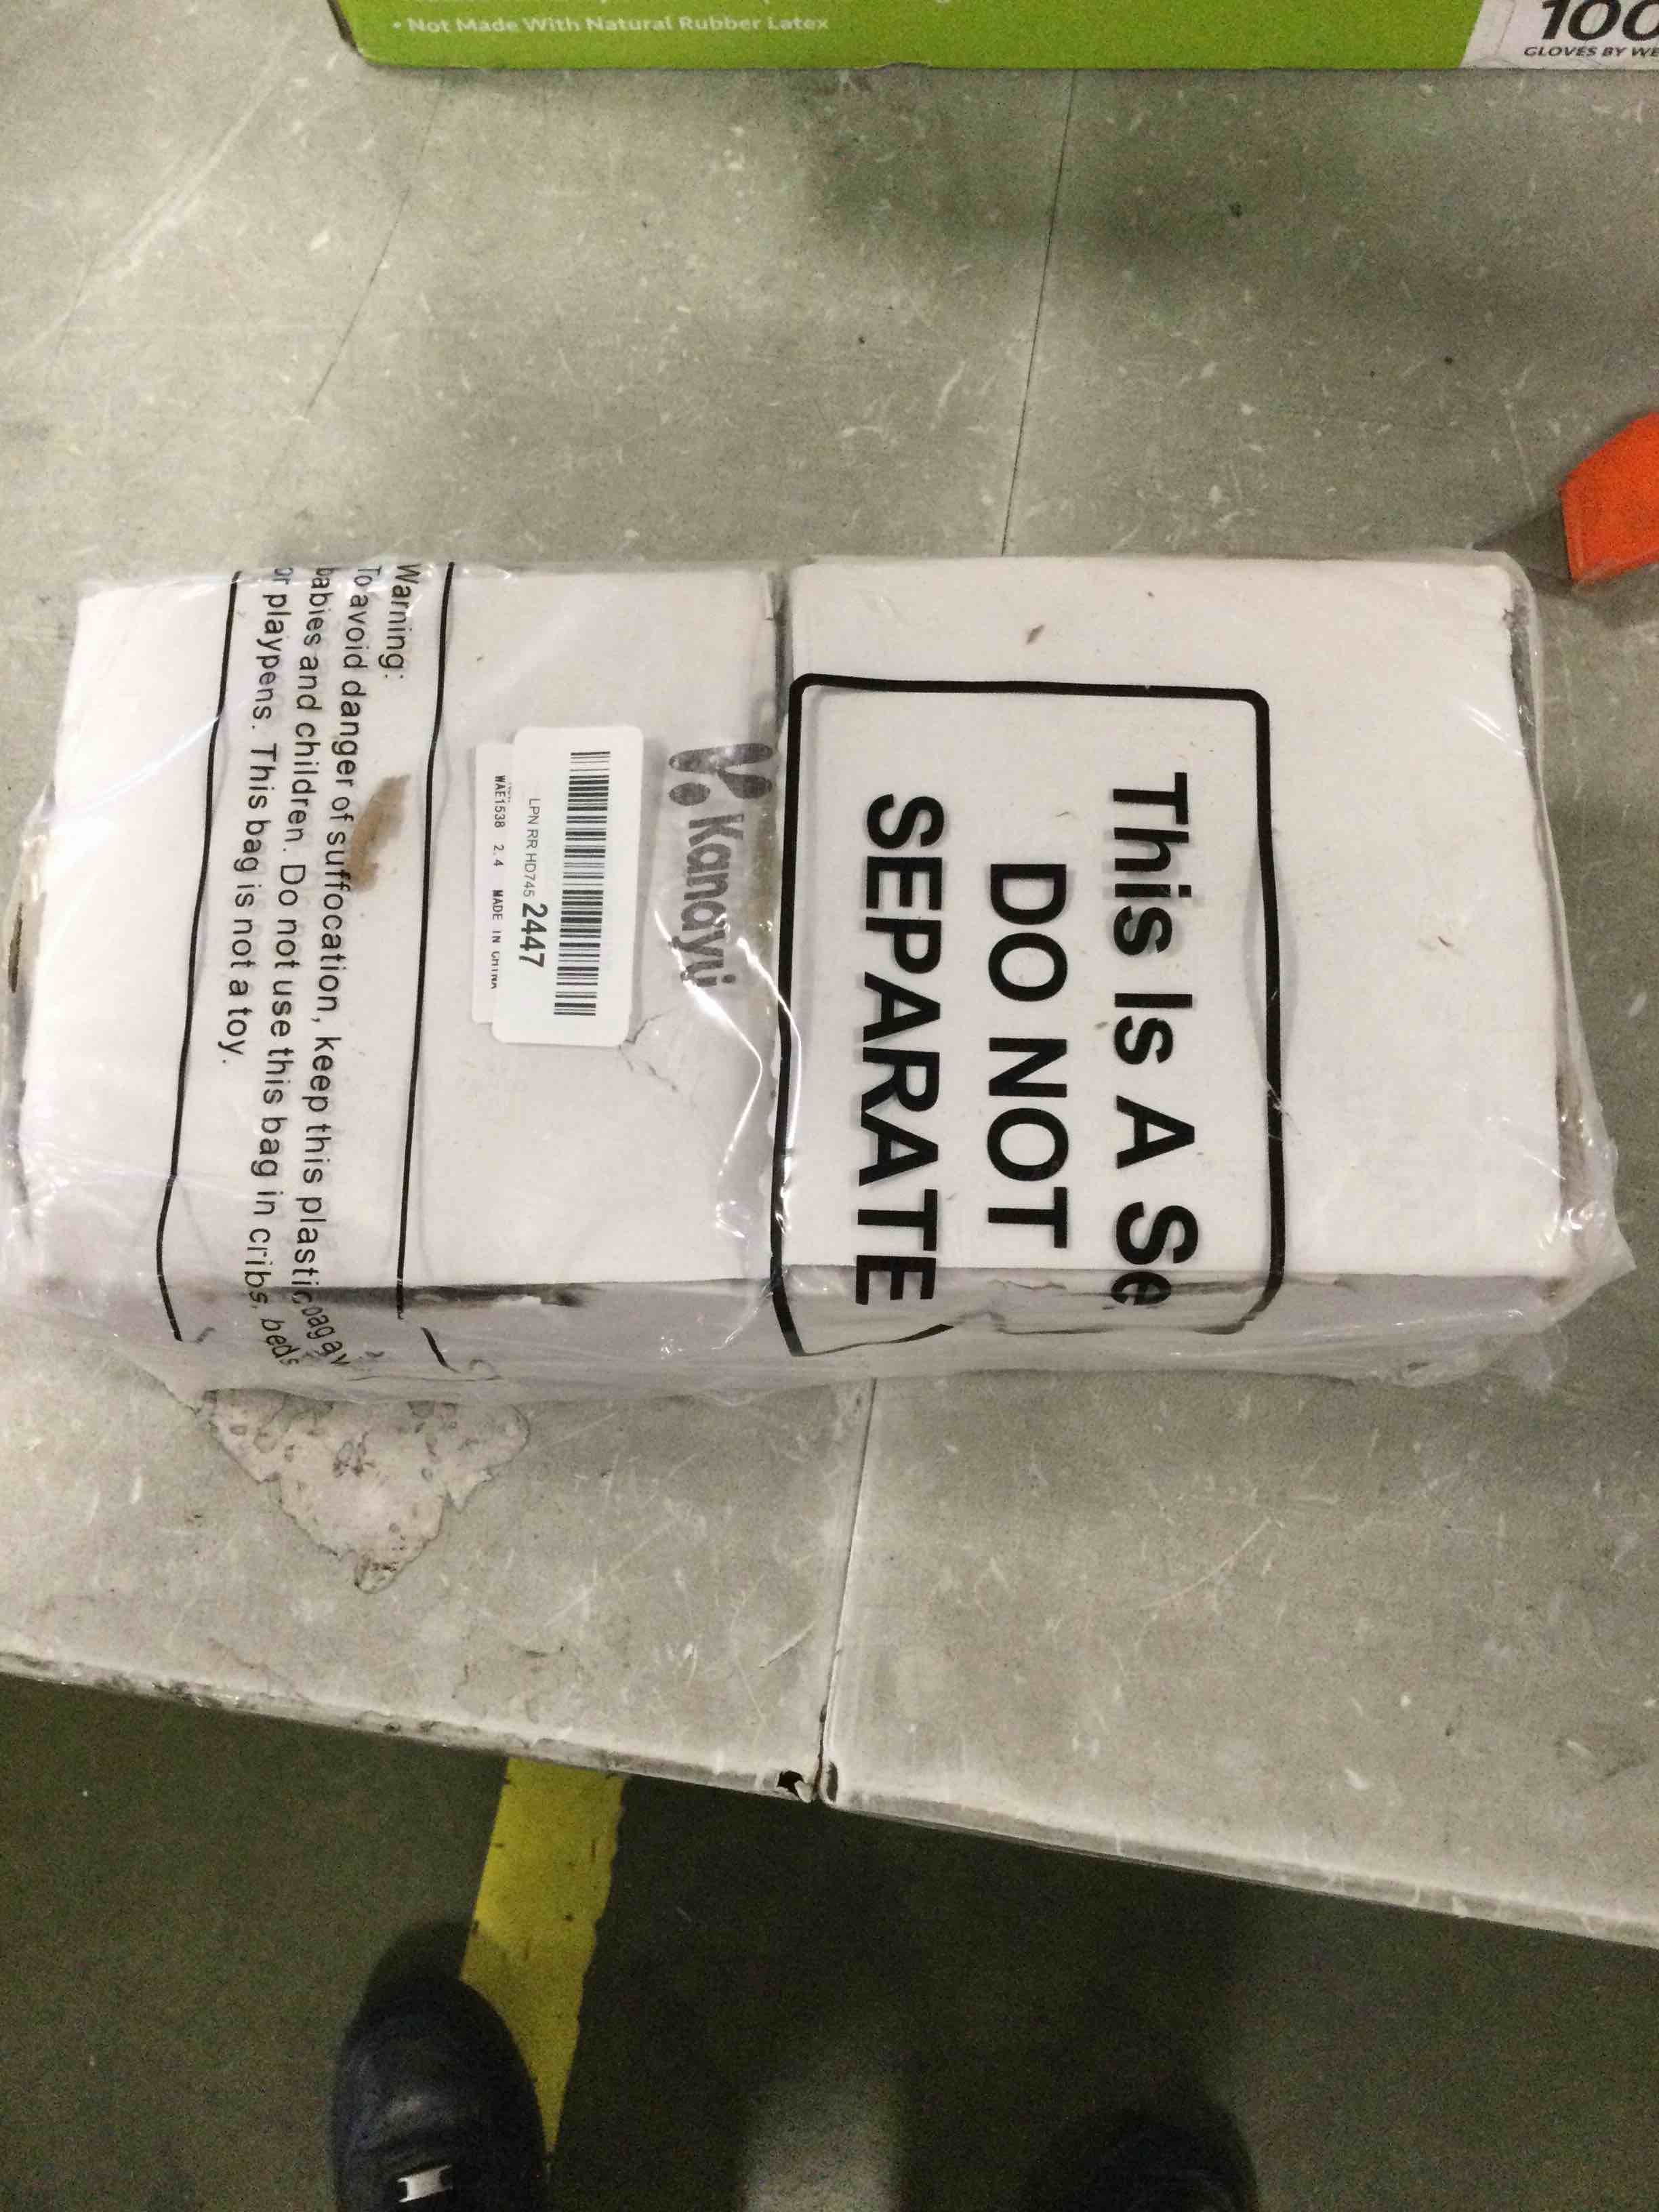 • Not Made With Natural Rubber Latex
100
GLOVES BY WE
This Is A Se
DO NOT
SEPARATE
Kanayu
LPN RR HD745 2447
WAE1538 2.4 MADE IN CHINA
Warning:
To avoid danger of suffocation, keep this plastic bag aw
babies and children. Do not use this bag in cribs, beds
or playpens. This bag is not a toy.